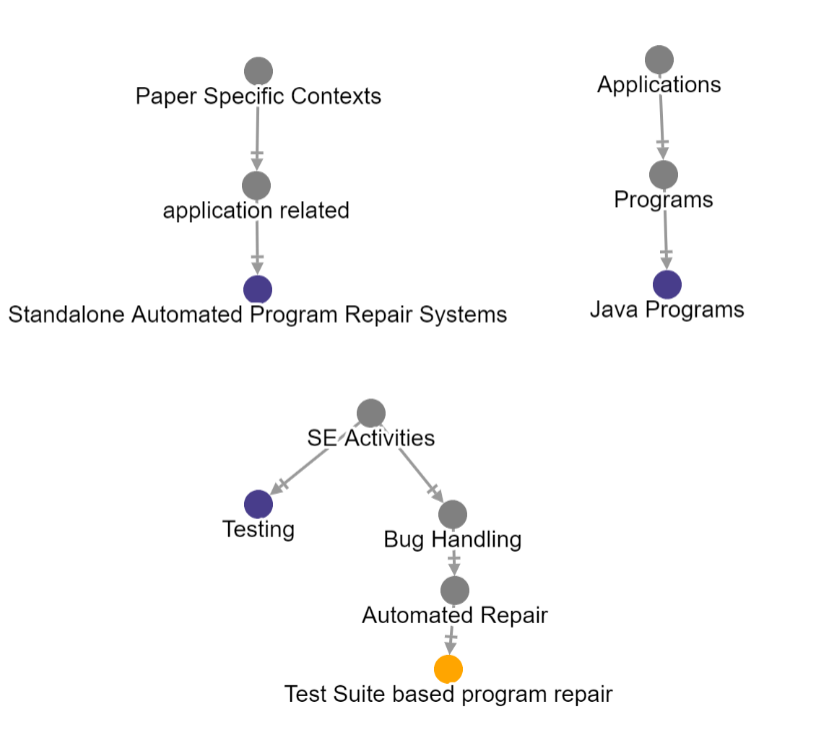 Paper Specific Contexts
application related
Standalone Automated Program Repair Systems
Applications
Programs
Java Programs
SE Activities
Testing
Bug Handling
Automated Repair
Test Suite based program repair